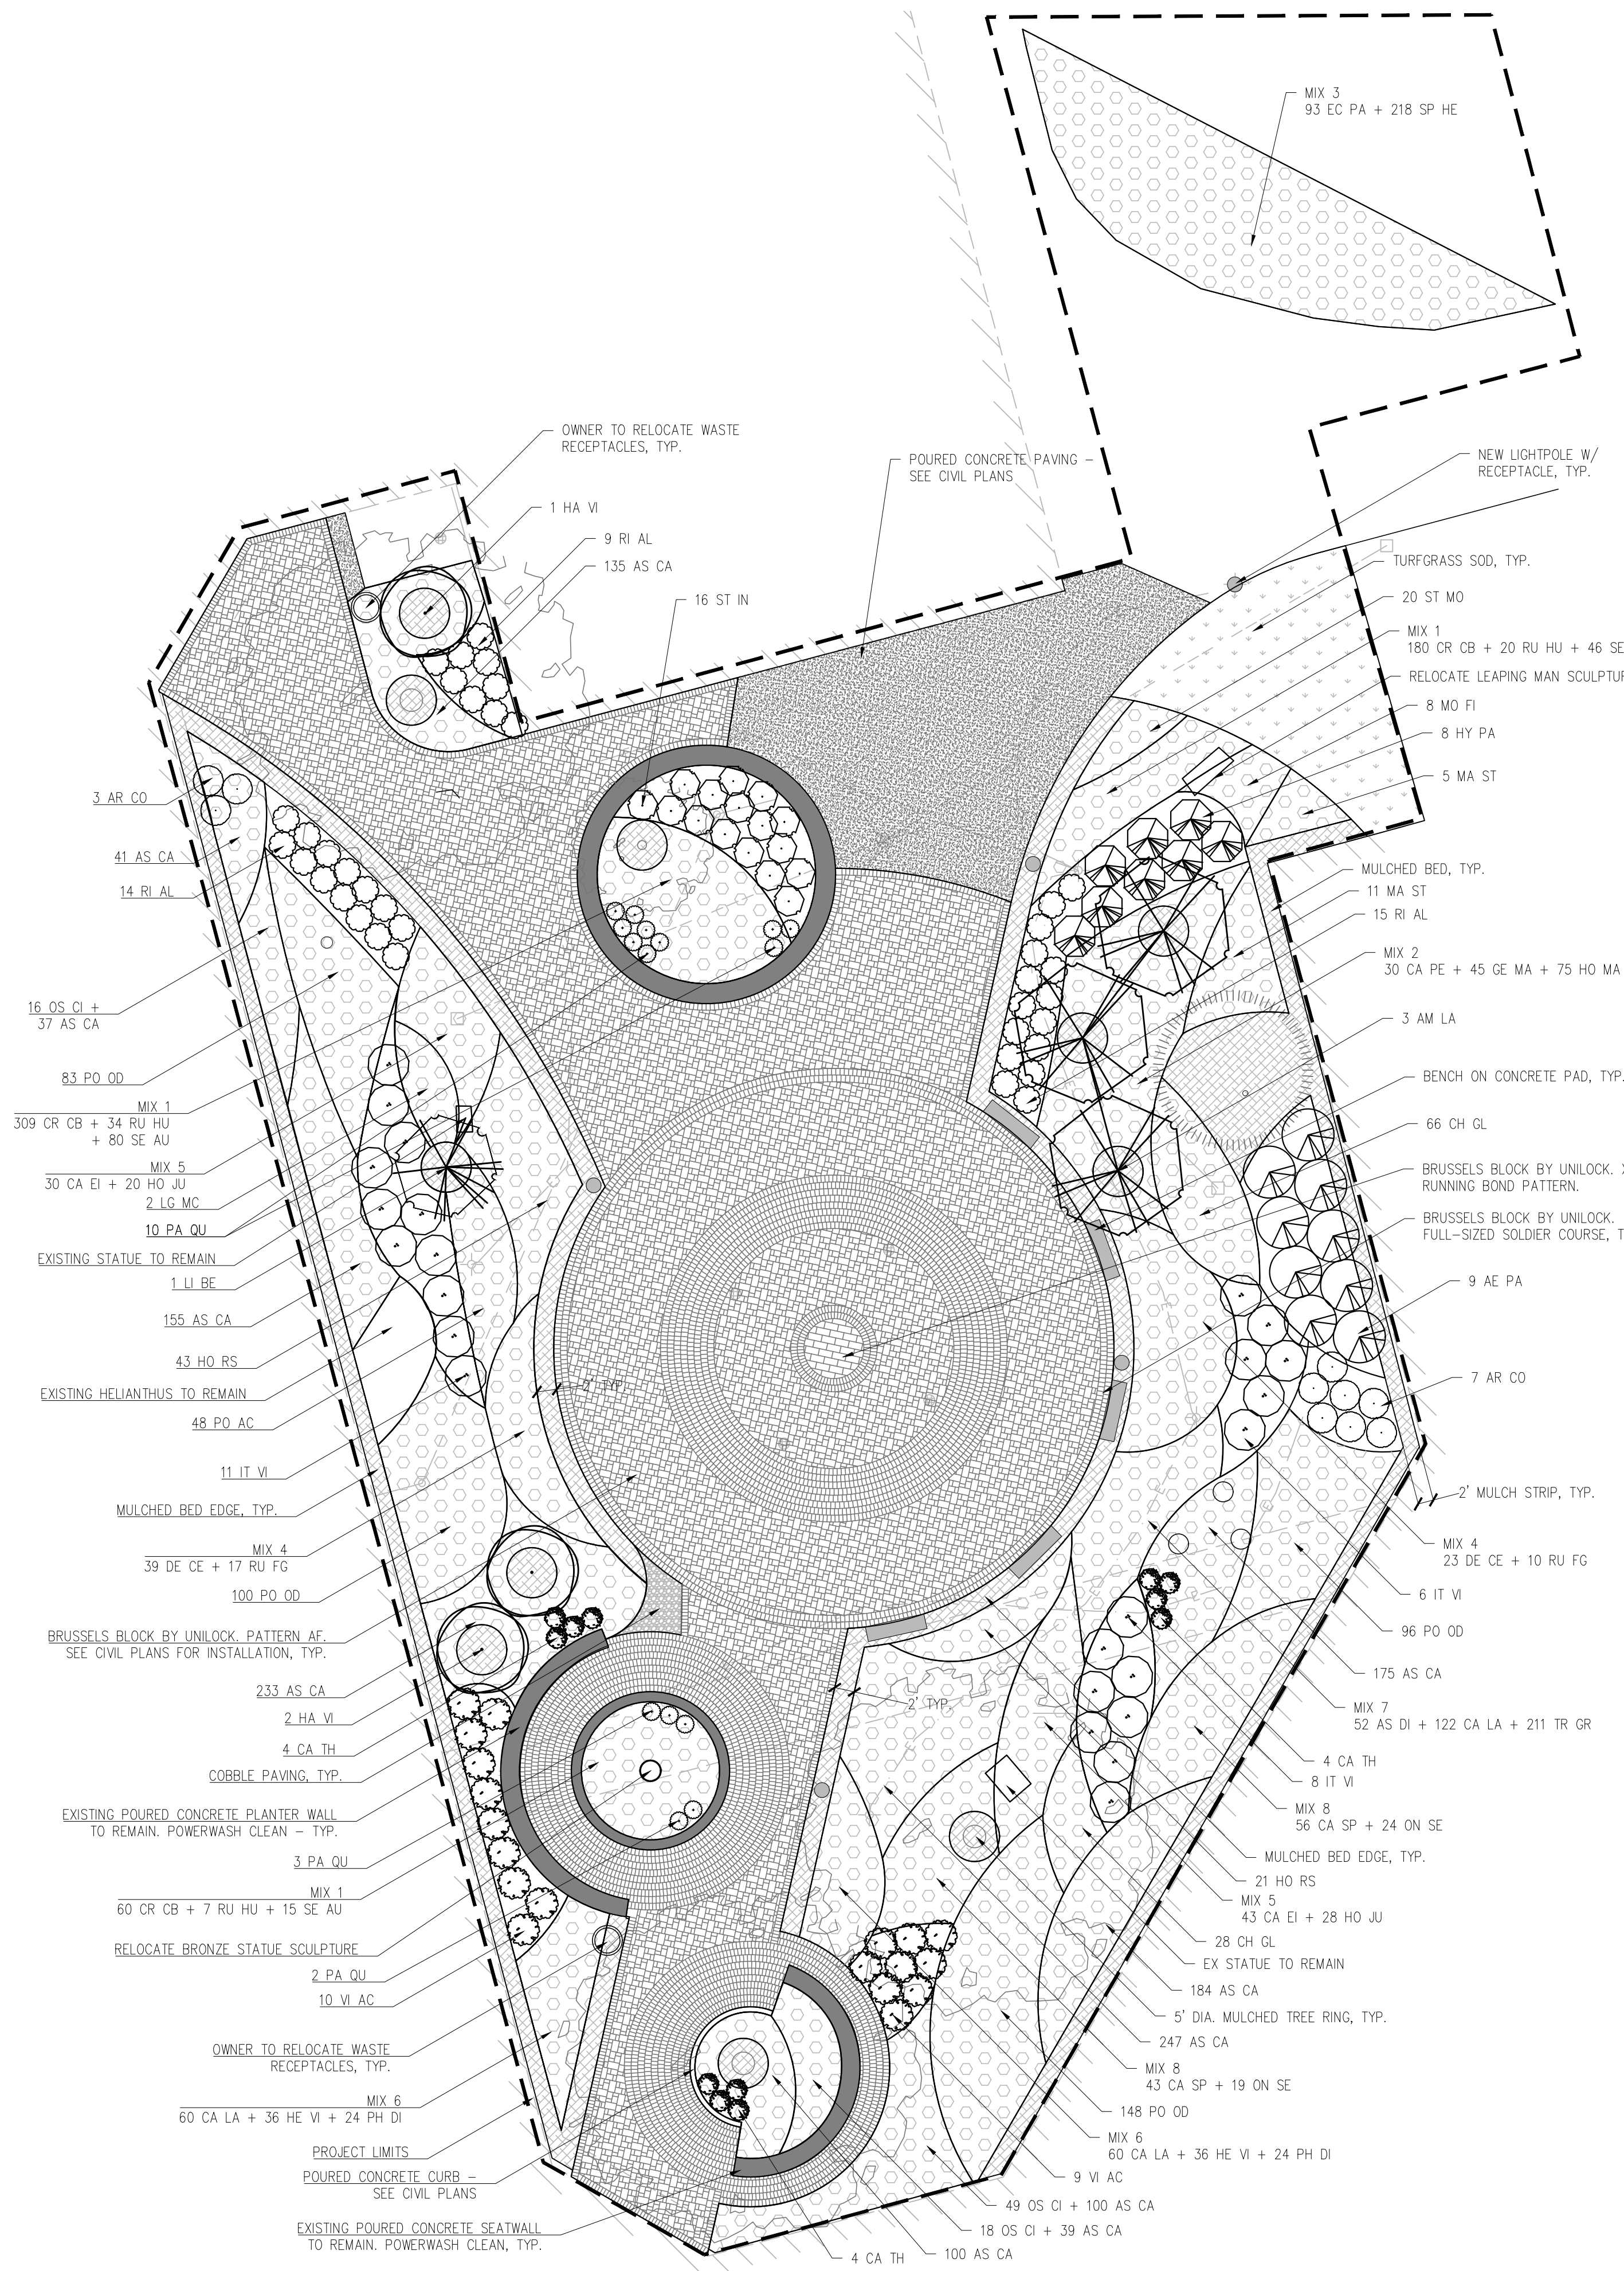 MIX 3
93 EC PA + 218 SP HE
OWNER TO RELOCATE WASTE
RECEPTACLES, TYP.
POURED CONCRETE PAVING –
SEE CIVIL PLANS
NEW LIGHTPOLE W/
RECEPTACLE, TYP.
1 HA VI
9 RI AL
135 AS CA
16 ST IN
TURFGRASS SOD, TYP.
20 ST MO
MIX 1
180 CR CB + 20 RU HU + 46 SE
RELOCATE LEAPING MAN
8 MO FI
8 HY PA
5 MA ST
MULCHED BED, TYP.
11 MA ST
15 RI AL
MIX 2
30 CA PE + 45 GE MA + 75 HO MA
3 AM LA
BENCH ON CONCRETE PAD, TYP.
66 CH GL
BRUSSELS BLOCK BY UNILOCK.
RUNNING BOND PATTERN.
BRUSSELS BLOCK BY UNILOCK.
FULL-SIZED SOLDIER COURSE,
9 AE PA
7 AR CO
2' MULCH STRIP, TYP.
MIX 4
23 DE CE + 10 RU FG
6 IT VI
96 PO OD
175 AS CA
MIX 7
52 AS DI + 122 CA LA + 211 TR GR
4 CA TH
8 IT VI
MIX 8
56 CA SP + 24 ON SE
MULCHED BED EDGE, TYP.
21 HO RS
MIX 5
43 CA EI + 28 HO JU
28 CH GL
EX STATUE TO REMAIN
184 AS CA
5' DIA. MULCHED TREE RING, TYP.
247 AS CA
MIX 8
43 CA SP + 19 ON SE
148 PO OD
MIX 6
60 CA LA + 36 HE VI + 24 PH DI
9 VI AC
49 OS CI + 100 AS CA
18 OS CI + 39 AS CA
100 AS CA
4 CA TH
3 AR CO
41 AS CA
14 RI AL
16 OS CI +
37 AS CA
83 PO OD
MIX 1
309 CR CB + 34 RU HU
+ 80 SE AU
MIX 5
30 CA EI + 20 HO JU
2 LG MC
10 PA QU
EXISTING STATUE TO REMAIN
1 LI BE
155 AS CA
43 HO RS
EXISTING HELIANTHUS TO REMAIN
48 PO AC
11 IT VI
MULCHED BED EDGE, TYP.
MIX 4
39 DE CE + 17 RU FG
100 PO OD
BRUSSELS BLOCK BY UNILOCK. PATTERN AF.
SEE CIVIL PLANS FOR INSTALLATION, TYP.
233 AS CA
2 HA VI
4 CA TH
COBBLE PAVING, TYP.
EXISTING POURED CONCRETE PLANTER WALL
TO REMAIN. POWERWASH CLEAN – TYP.
3 PA QU
MIX 1
60 CR CB + 7 RU HU + 15 SE AU
RELOCATE BRONZE STATUE SCULPTURE
2 PA QU
10 VI AC
OWNER TO RELOCATE WASTE
RECEPTACLES, TYP.
MIX 6
60 CA LA + 36 HE VI + 24 PH DI
PROJECT LIMITS
POURED CONCRETE CURB –
SEE CIVIL PLANS
EXISTING POURED CONCRETE SEATWALL
TO REMAIN. POWERWASH CLEAN, TYP.
2' TYP
2' TYP.